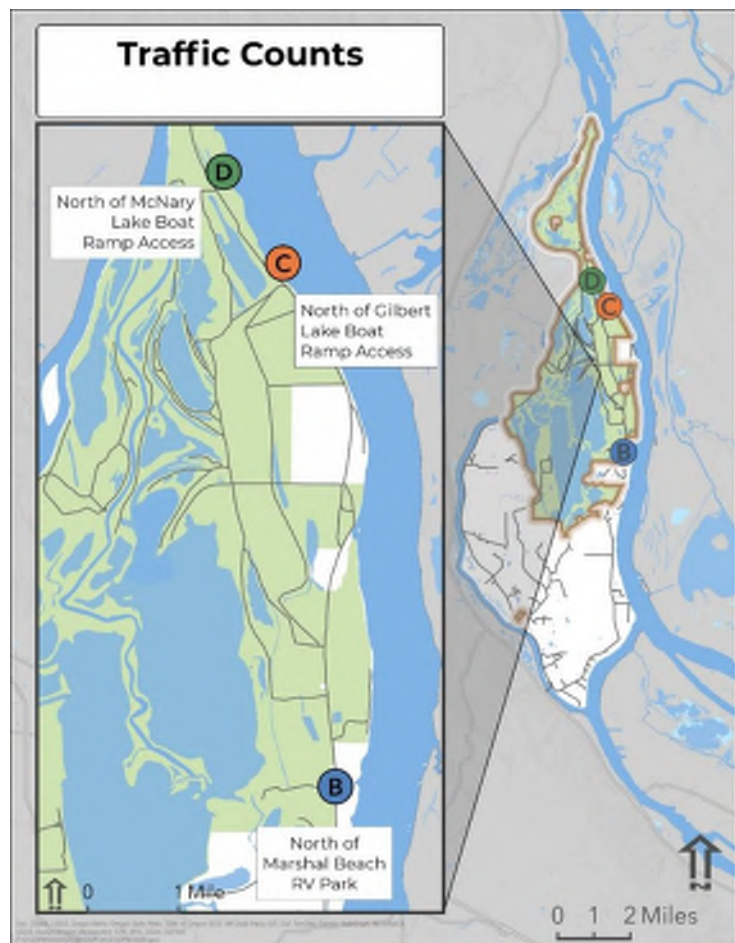 Traffic Counts
D
North of McNary
Lake Boat
Ramp Access
C
North of Gilbert
Lake Boat
Ramp Access
D
C
B
B
North of
Marshal Beach
RV Park
0 1 Mile
N
0 1 2 Miles